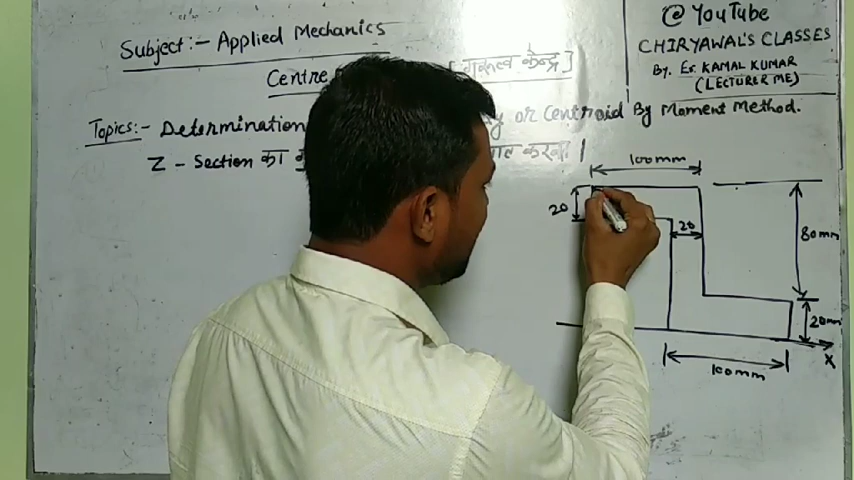 Subject:- Applied Mechanics
Centre
@ YouTube
CHIRYAWAL'S CLASSES
By. Er. KAMAL KUMAR
(LECTURER ME)
Topics:- Determination or Centroid By Moment Method.
Z - Section का
100mm
20
20
80mm
20mm
X
100mm